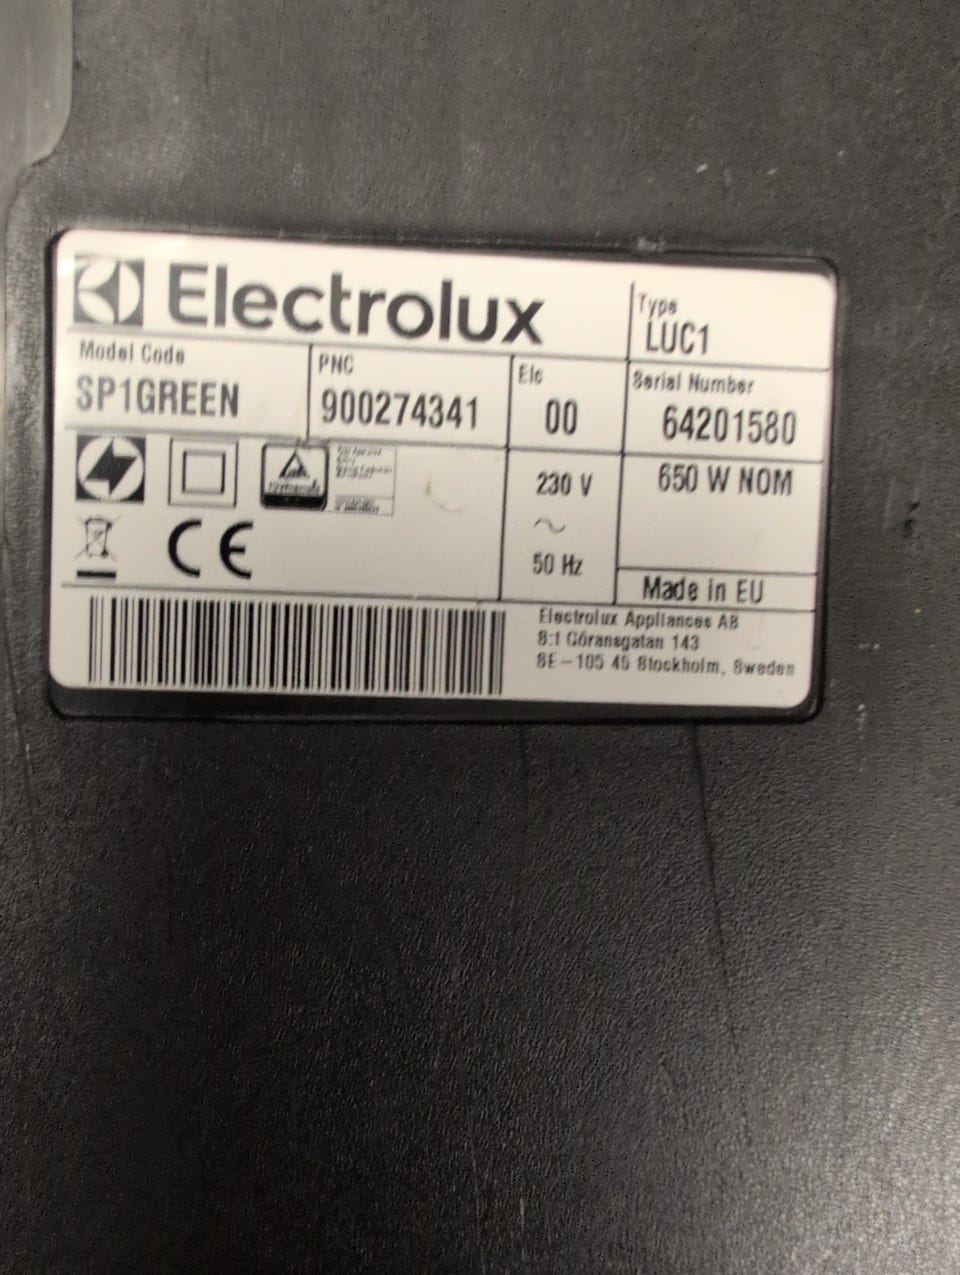 Electrolux
Type
LUC1
Model Code
SP1GREEN
PNC
900274341
Elc
00
Serial Number
64201580
230 V
~
50 Hz
650 W NOM
CE
Made in EU
Electrolux Appliances AB
S:t Göransgatan 143
SE-105 45 Stockholm, Sweden